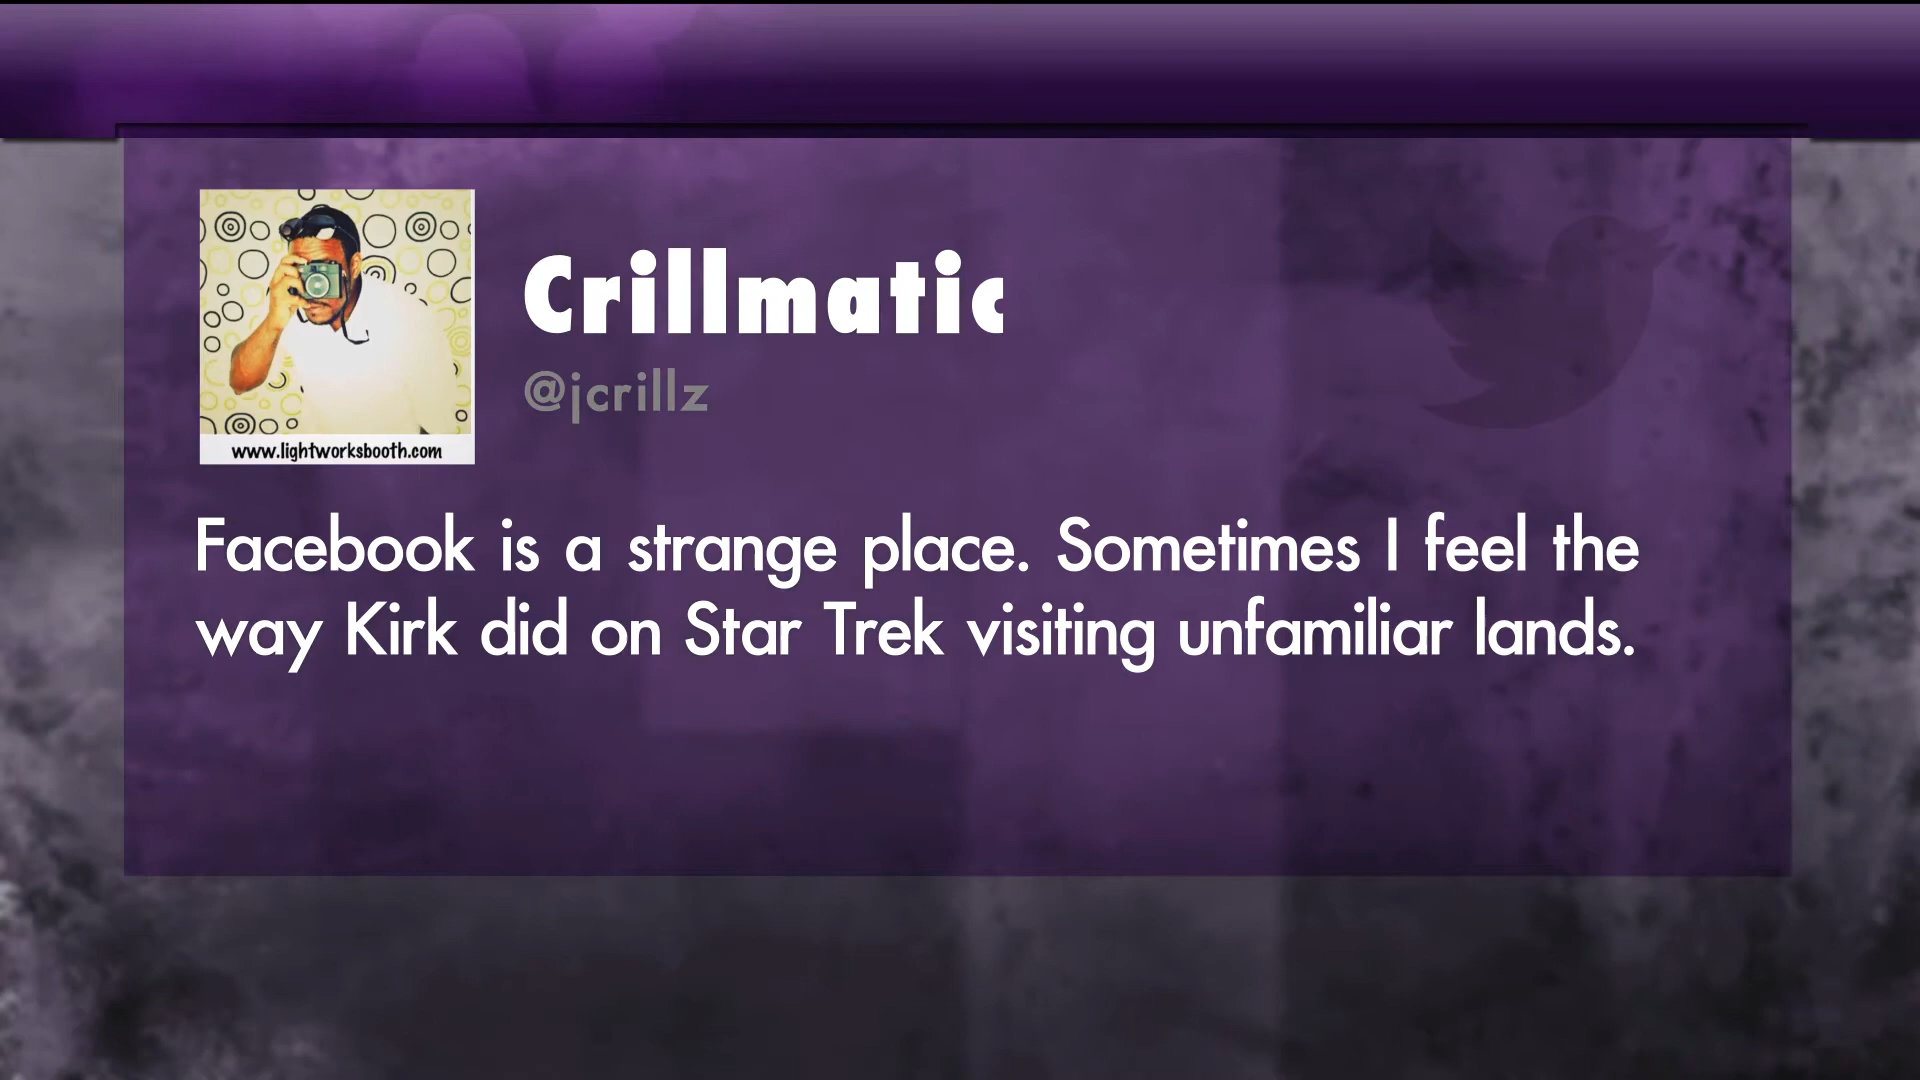 Crillmatic
@jcrillz
www.lightworksbooth.com
Facebook is a strange place. Sometimes I feel the
way Kirk did on Star Trek visiting unfamiliar lands.